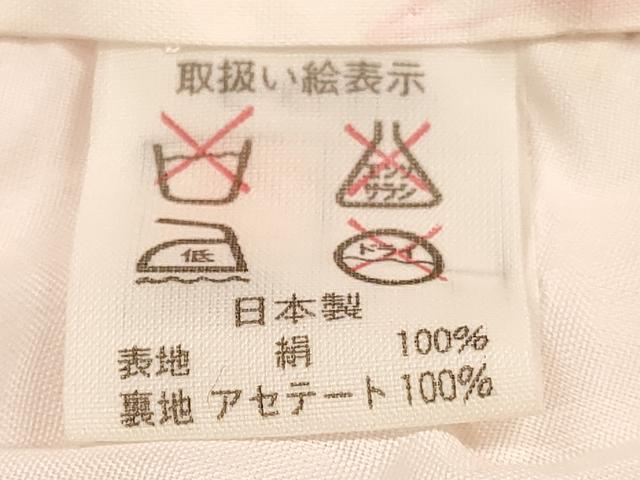 取扱い絵表示
エンソ
サラシ
低
ドライ
日本製
表地 絹 100%
裏地 アセテート 100%